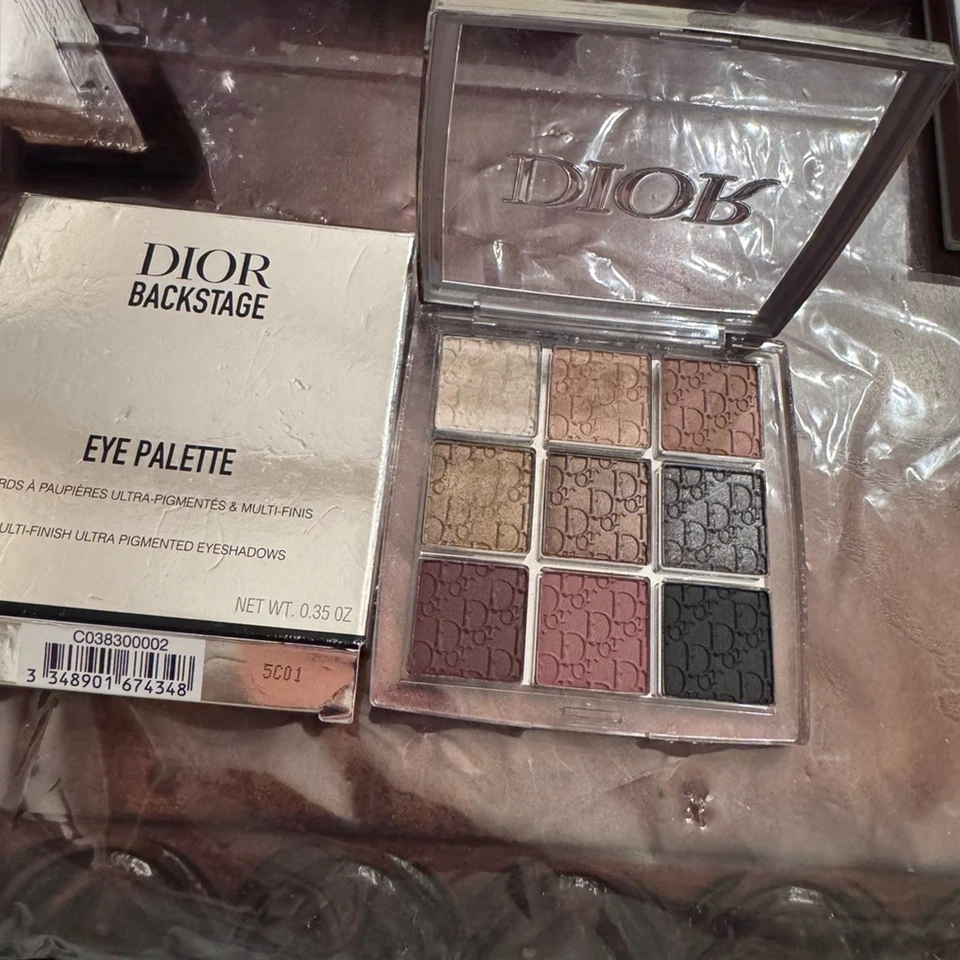 DIOR
BACKSTAGE
EYE PALETTE
RDS À PAUPIÈRES ULTRA-PIGMENTÉS & MULTI-FINIS
ULTI-FINISH ULTRA PIGMENTED EYESHADOWS
NET WT. 0.35 OZ
C038300002
3 348901 674348
5C01
DIOR